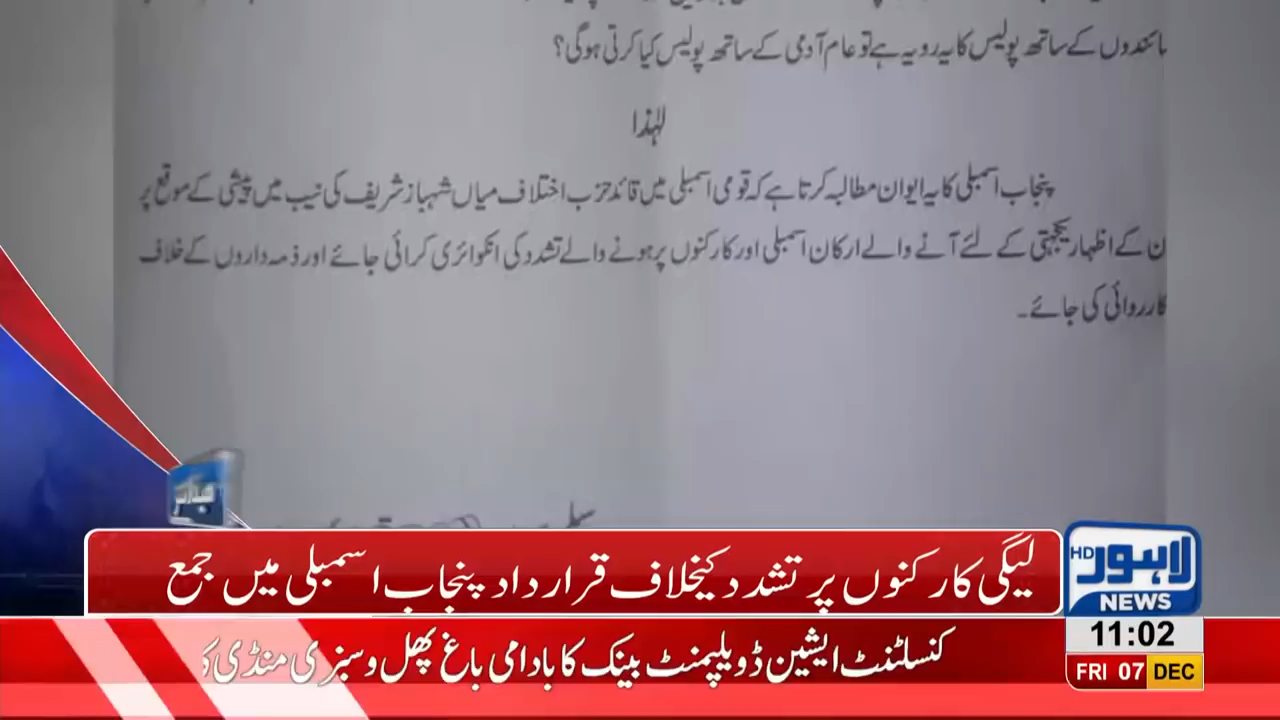 ئندوں کے ساتھ پولیس کا یہ رویہ ہے تو عام آدمی کے ساتھ پولیس کیا کرتی ہوگی؟
لہٰذا
پنجاب اسمبلی کا یہ ایوان مطالبہ کرتا ہے کہ قومی اسمبلی میں قائد حزب اختلاف میاں شہباز شریف کی نیب میں پیشی کے موقع پر
ن کے اظہار یکجہتی کے لئے آنے والے ارکان اسمبلی اور کارکنوں پر ہونے والے تشدد کی انکوائری کرائی جائے اور ذمہ داروں کے خلاف
کارروائی کی جائے۔
لیگی کارکنوں پر تشدد کیخلاف قرارداد پنجاب اسمبلی میں جمع
لاہور HD
NEWS
11:02
FRI 07 DEC
کنسلٹنٹ ایشین ڈویلپمنٹ بینک کا بادامی باغ پھل و سبزی منڈی